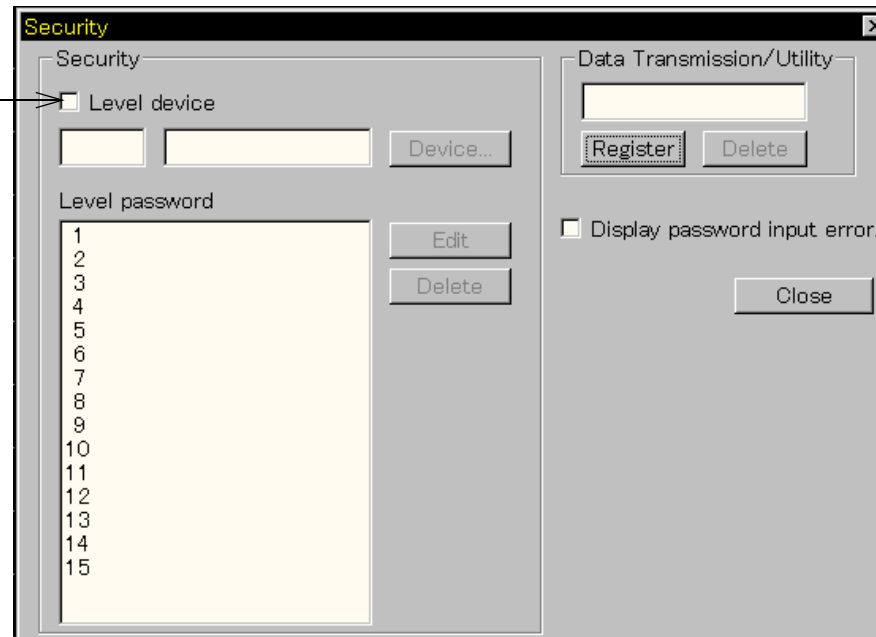 Security
Security
Level device
Device...
Level password
1
2
3
4
5
6
7
8
9
10
11
12
13
14
15
Edit
Delete
Data Transmission/Utility
Register Delete
Display password input error.
Close